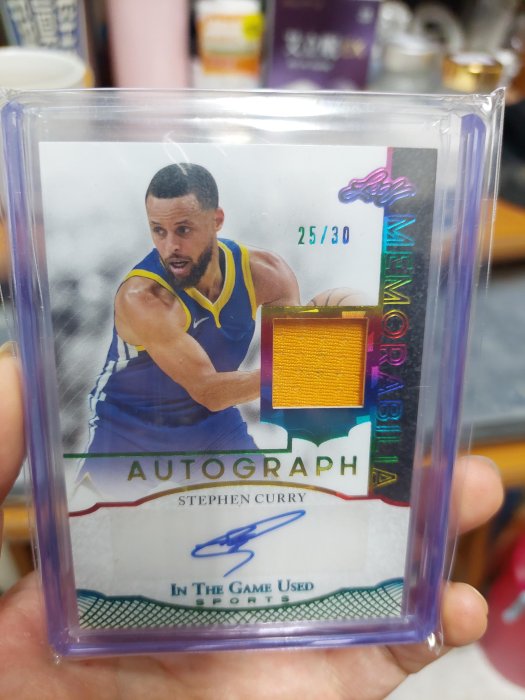 Leaf
25/30
MEMORABILIA
AUTOGRAPH
STEPHEN CURRY
IN THE GAME USED
SPORTS